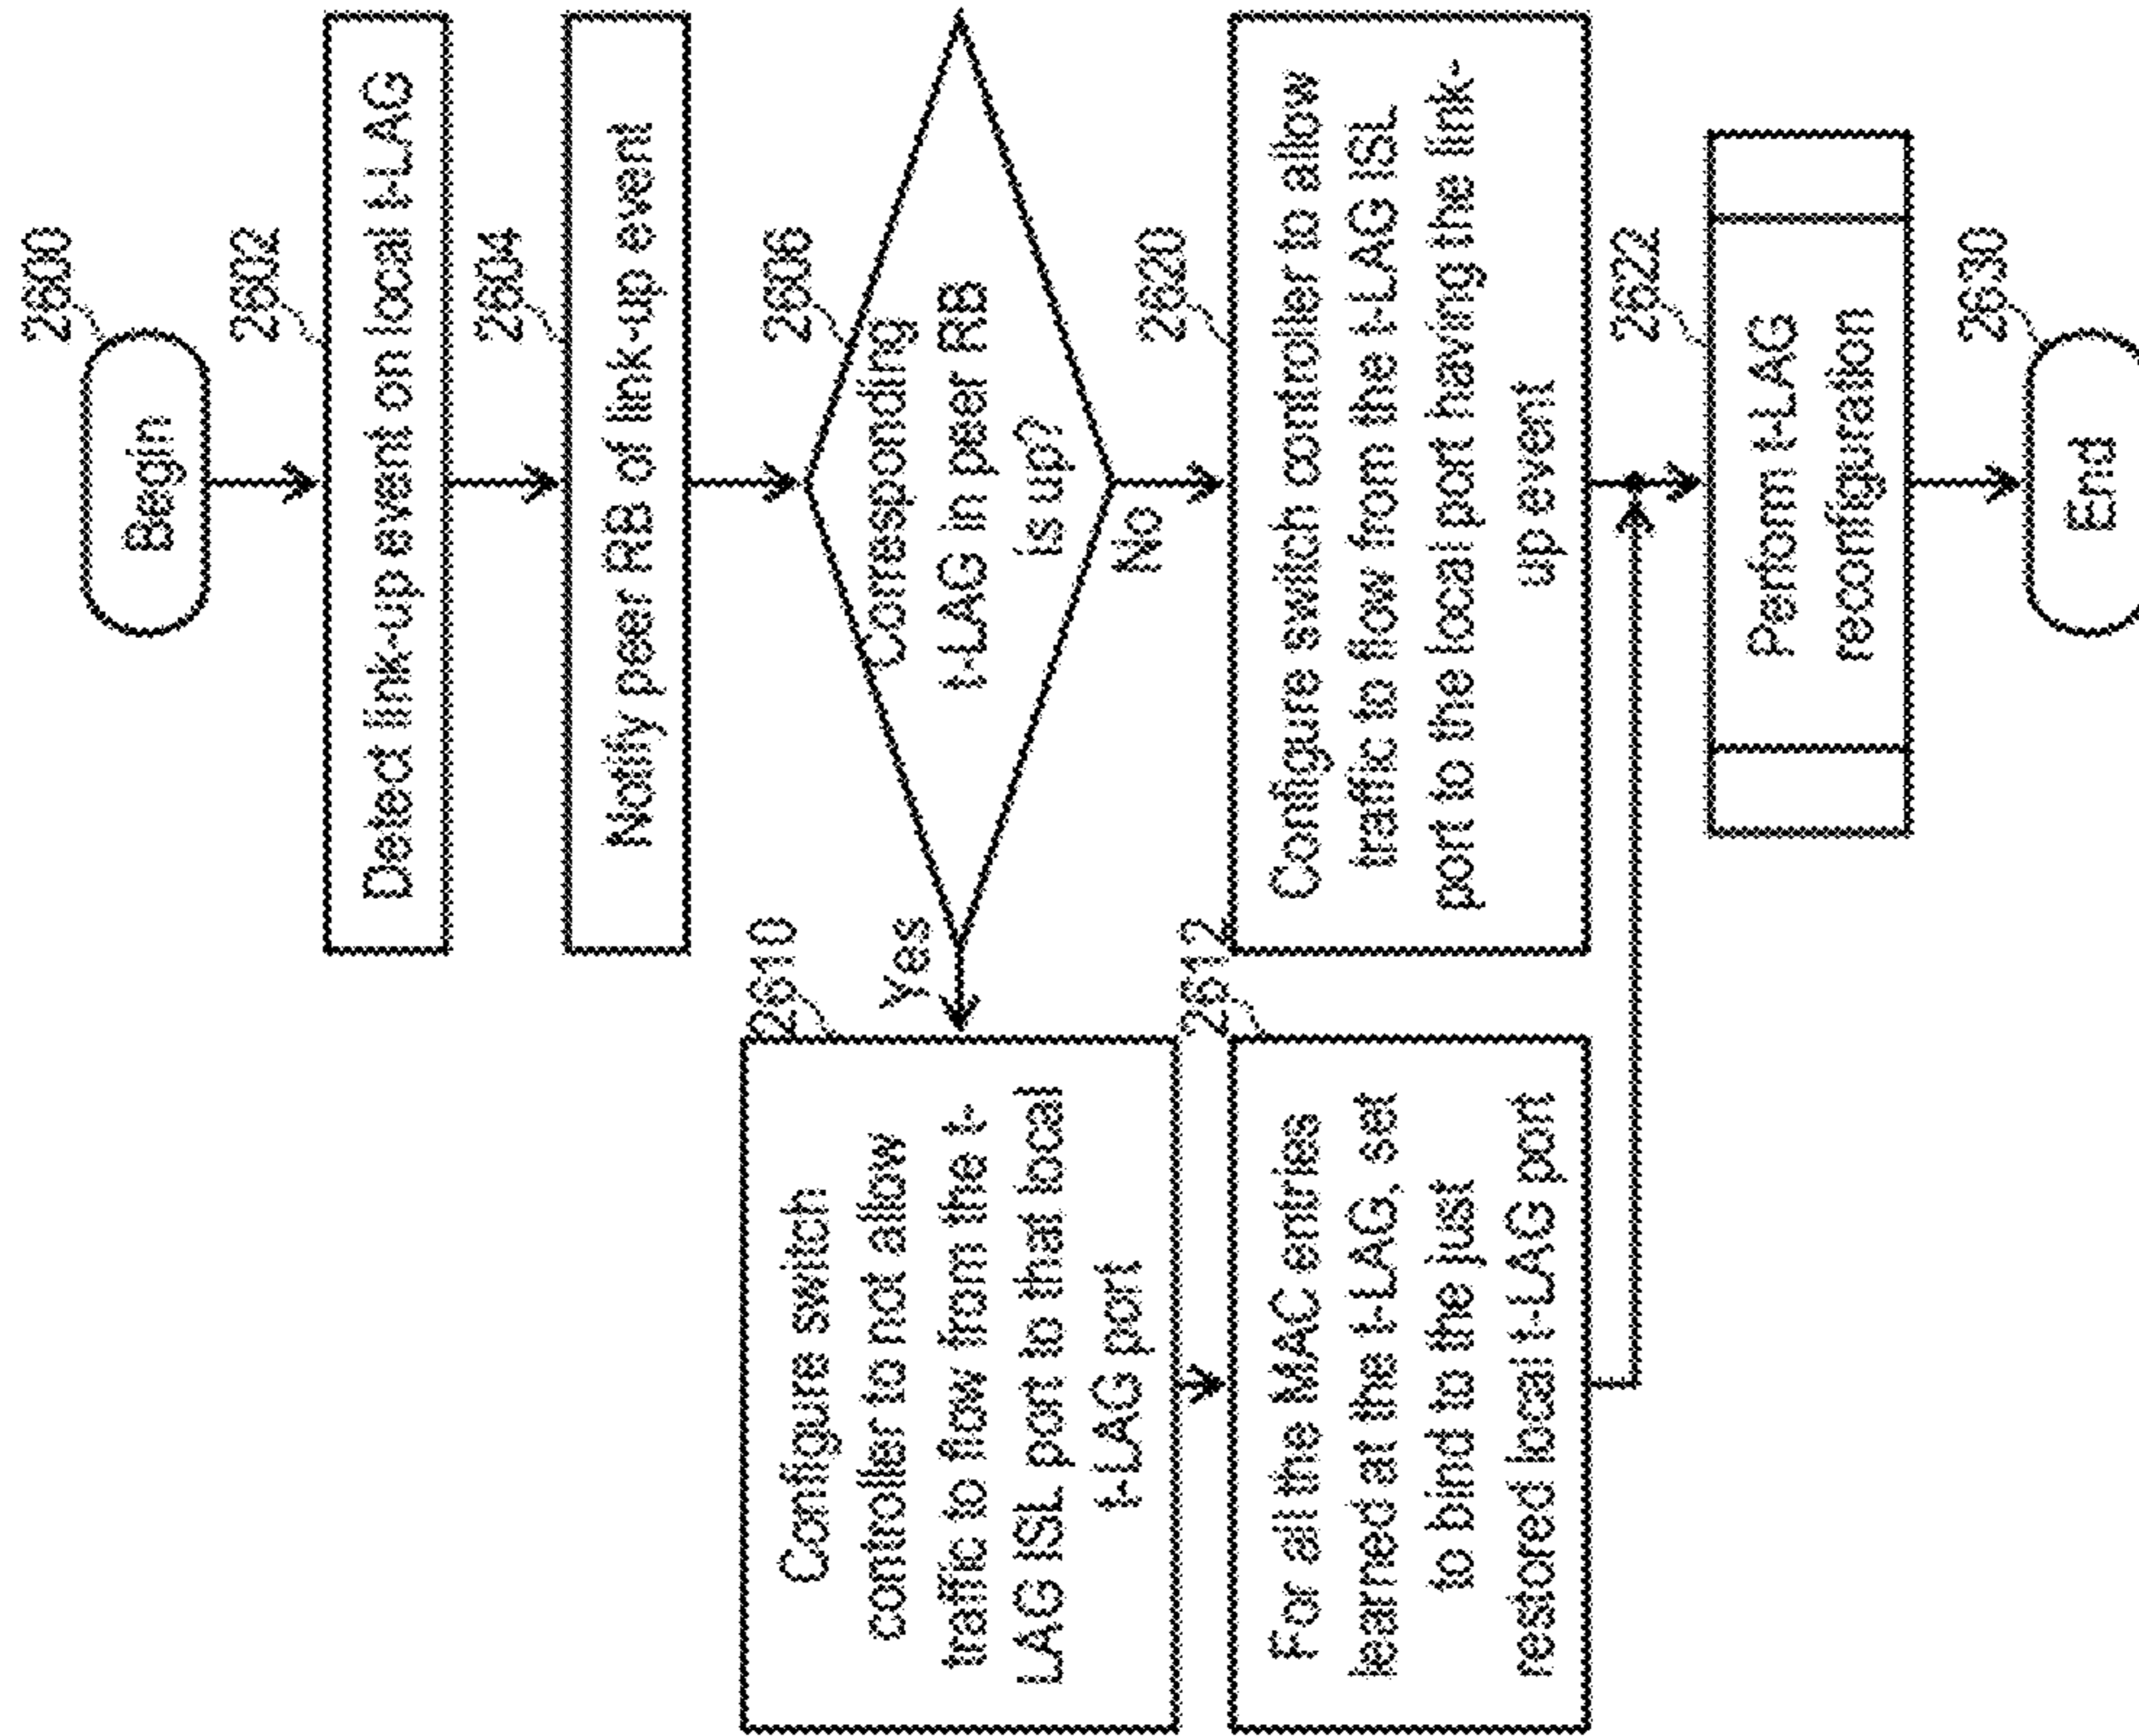 2600
Begin
2602
Detect link-up event on local t-LAG
2604
Notify peer RB of link-up event
2606
Corresponding
t-LAG in peer RB
is up?
Yes
No
2610
Configure switch
controller to not allow
traffic to flow from the t-
LAG ISL port to that local
t-LAG port
2612
For all the MAC entries
learned at the t-LAG, set
to bind to the just
restored local t-LAG port
2620
Configure switch controller to allow
traffic to flow from the t-LAG ISL
port to the local port having the link-
up event
2622
Perform t-LAG
reconfiguration
2630
End